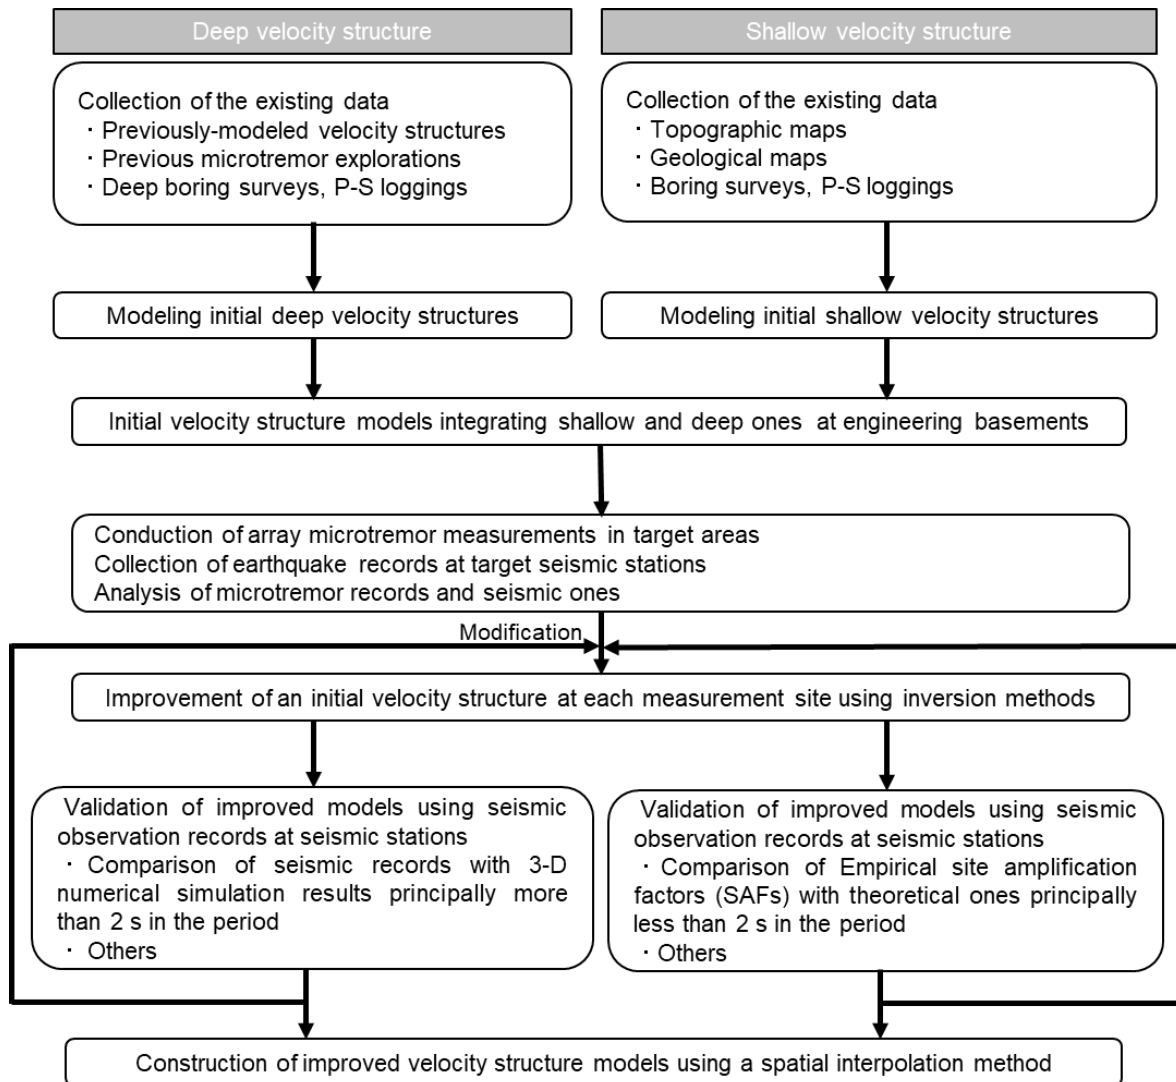 Deep velocity structure
Shallow velocity structure
Collection of the existing data
・Previously-modeled velocity structures
・Previous microtremor explorations
・Deep boring surveys, P-S loggings
Collection of the existing data
・Topographic maps
・Geological maps
・Boring surveys, P-S loggings
Modeling initial deep velocity structures
Modeling initial shallow velocity structures
Initial velocity structure models integrating shallow and deep ones at engineering basements
Conduction of array microtremor measurements in target areas
Collection of earthquake records at target seismic stations
Analysis of microtremor records and seismic ones
Modification
Improvement of an initial velocity structure at each measurement site using inversion methods
Validation of improved models using seismic
observation records at seismic stations
・Comparison of seismic records with 3-D
numerical simulation results principally more
than 2 s in the period
・Others
Validation of improved models using seismic
observation records at seismic stations
・Comparison of Empirical site amplification
factors (SAFs) with theoretical ones principally
less than 2 s in the period
・Others
Construction of improved velocity structure models using a spatial interpolation method